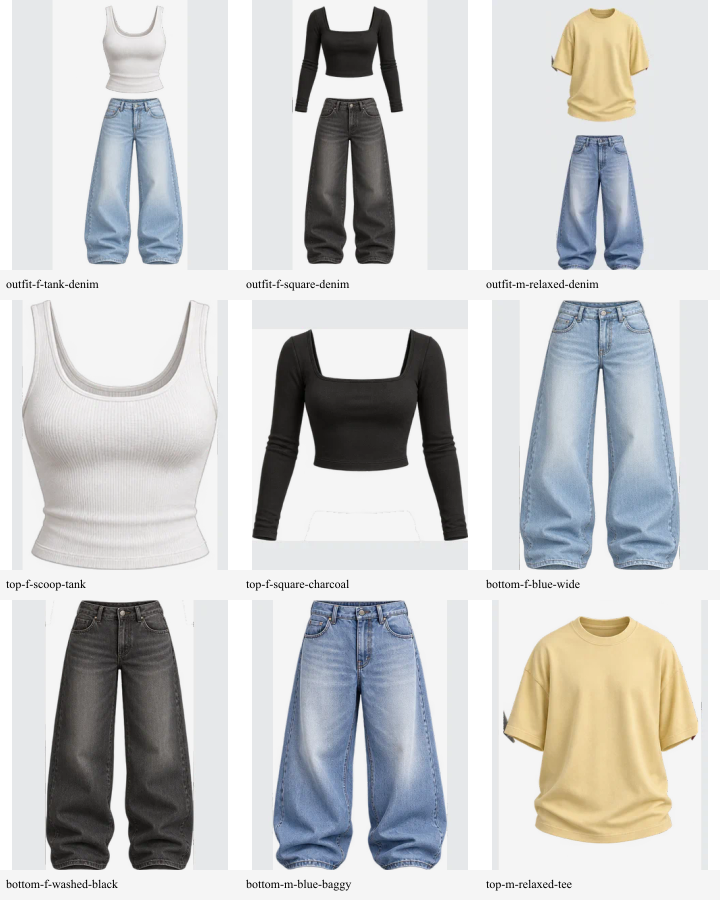 outfit-f-tank-denim
outfit-f-square-denim
outfit-m-relaxed-denim
top-f-scoop-tank
top-f-square-charcoal
bottom-f-blue-wide
bottom-f-washed-black
bottom-m-blue-baggy
top-m-relaxed-tee